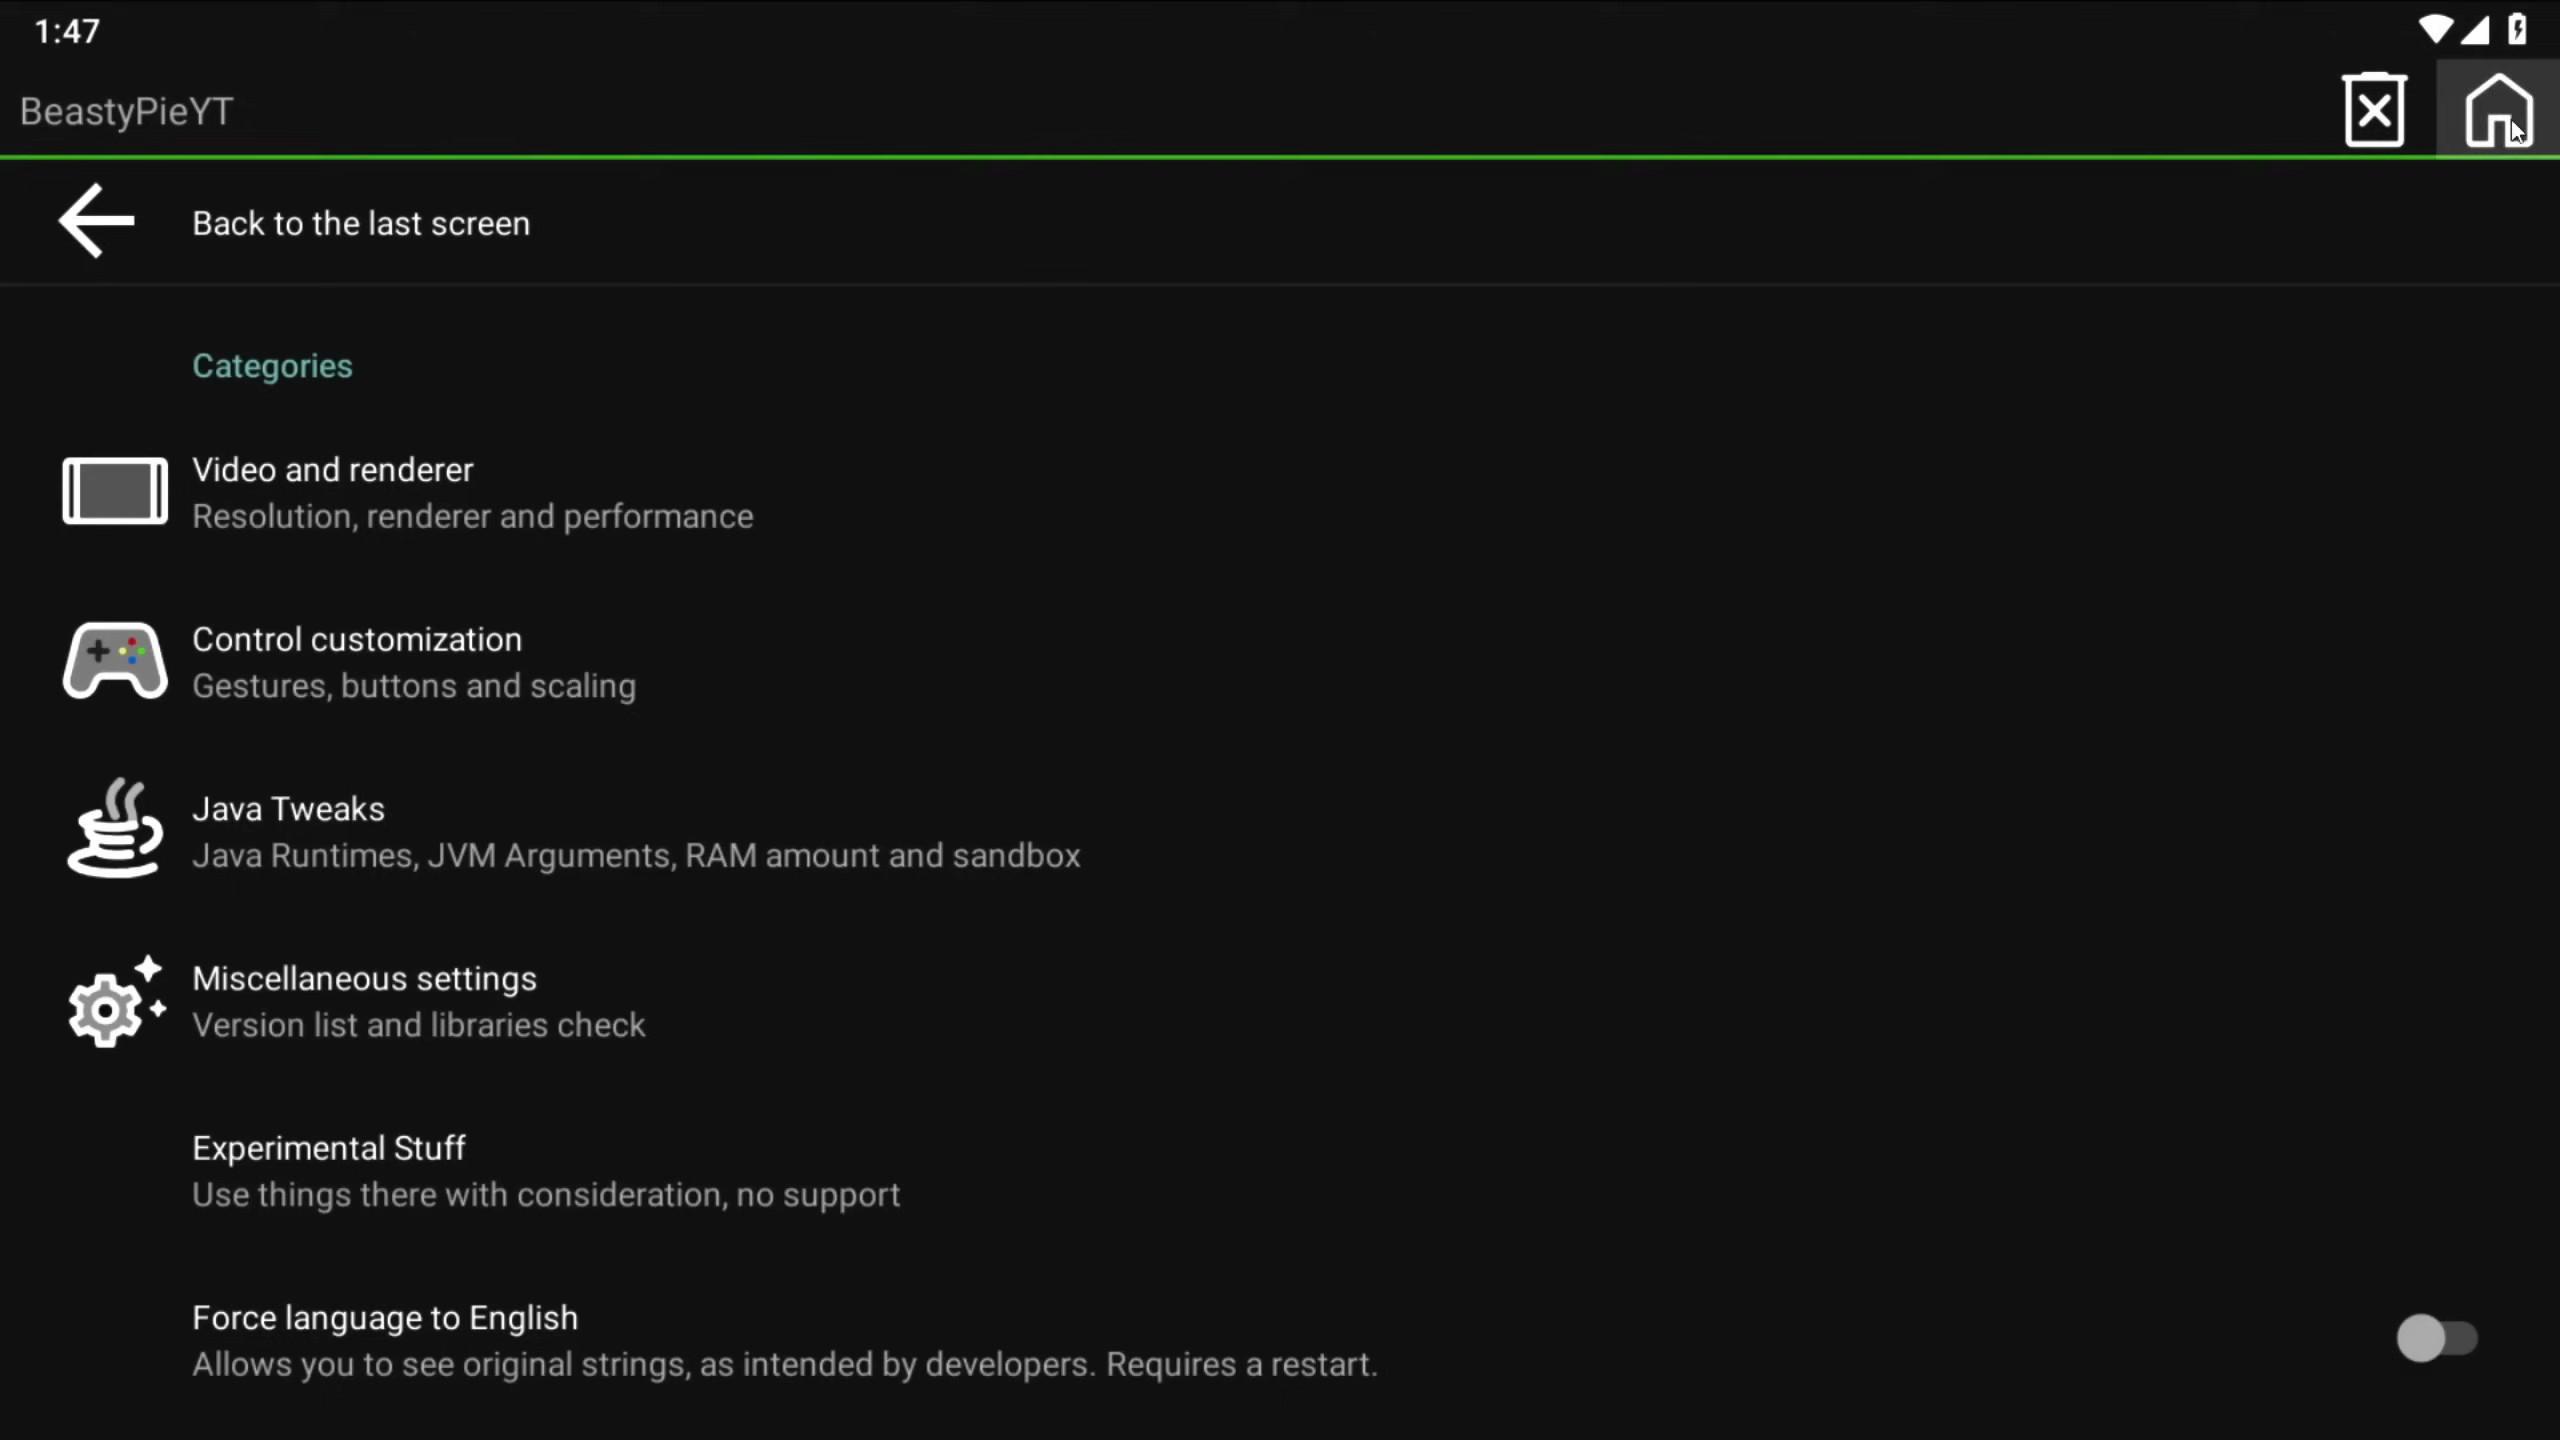 1:47
BeastyPieYT
Back to the last screen
Categories
Video and renderer
Resolution, renderer and performance
Control customization
Gestures, buttons and scaling
Java Tweaks
Java Runtimes, JVM Arguments, RAM amount and sandbox
Miscellaneous settings
Version list and libraries check
Experimental Stuff
Use things there with consideration, no support
Force language to English
Allows you to see original strings, as intended by developers. Requires a restart.